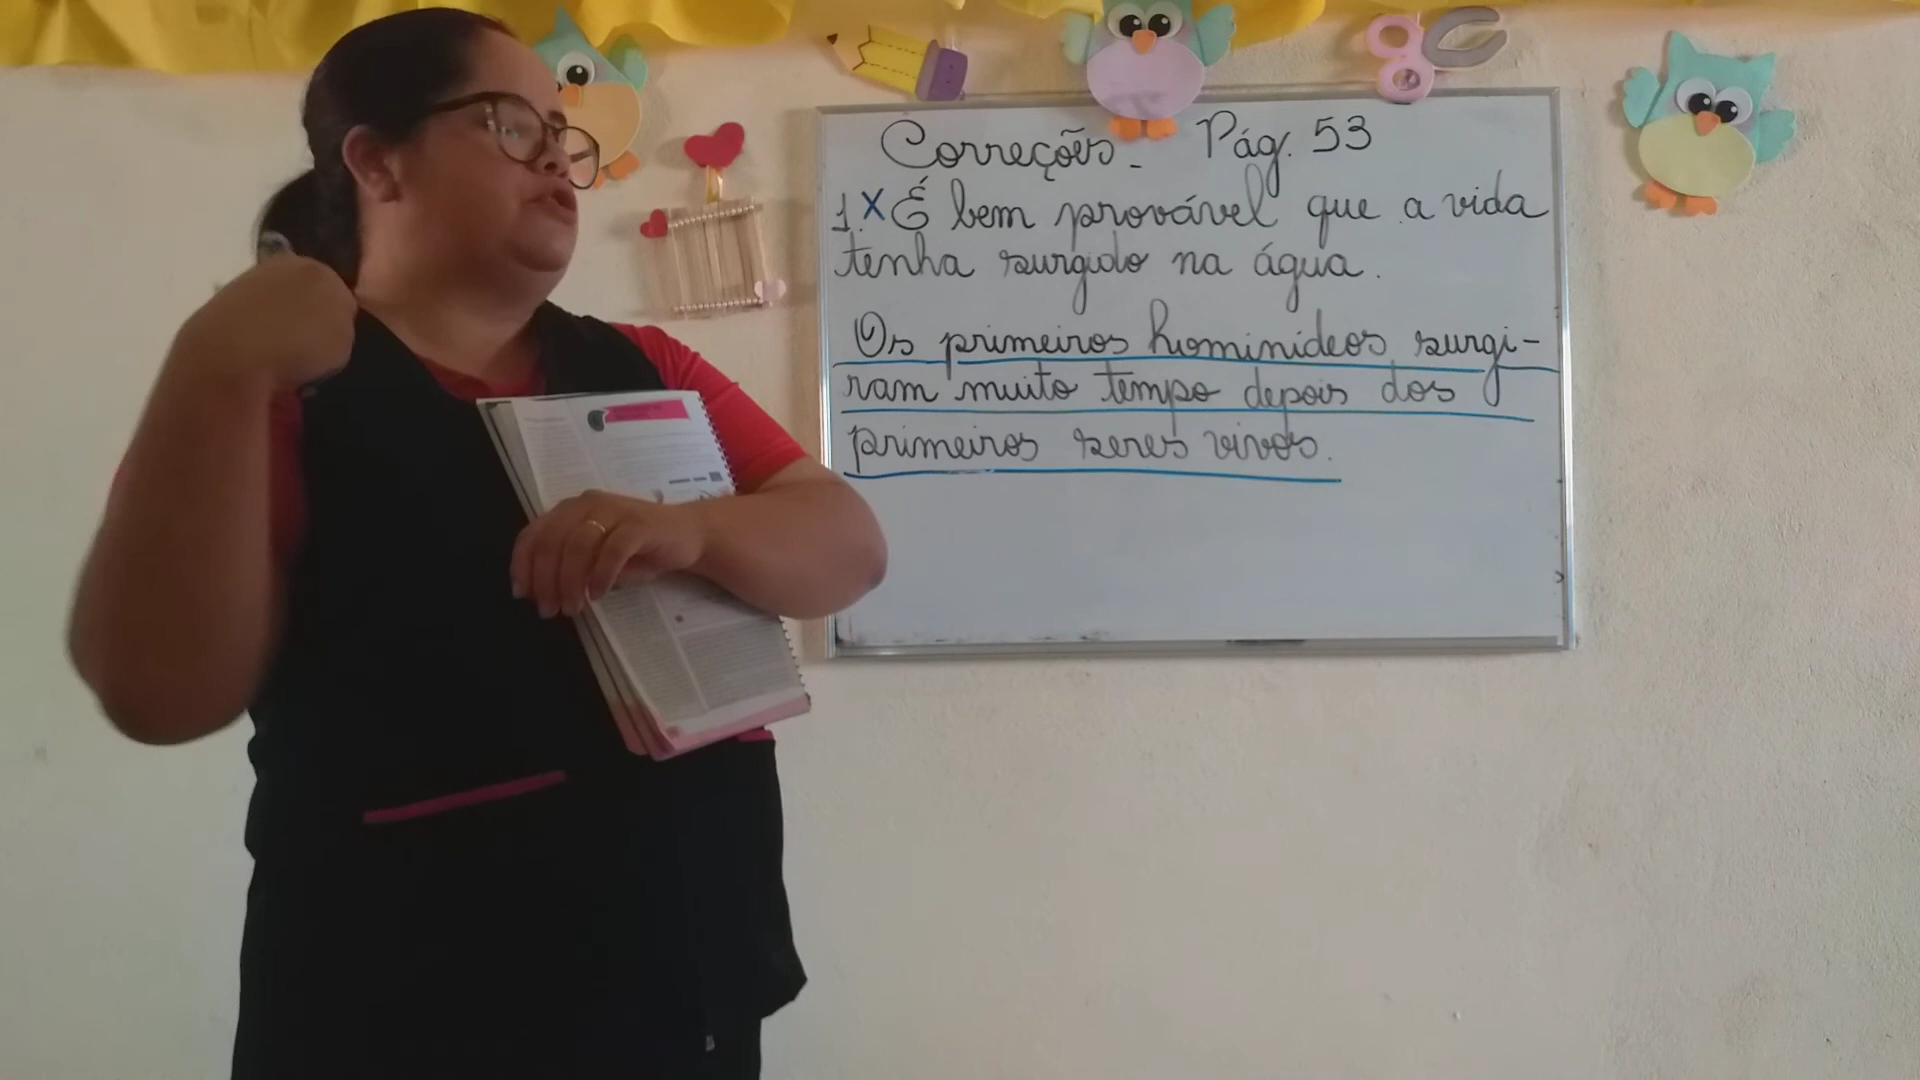 Correções - Pág. 53
1. X É bem provável que a vida
tenha surgido na água.
Os primeiros hominídeos surgi-
ram muito tempo depois dos
primeiros seres vivos.